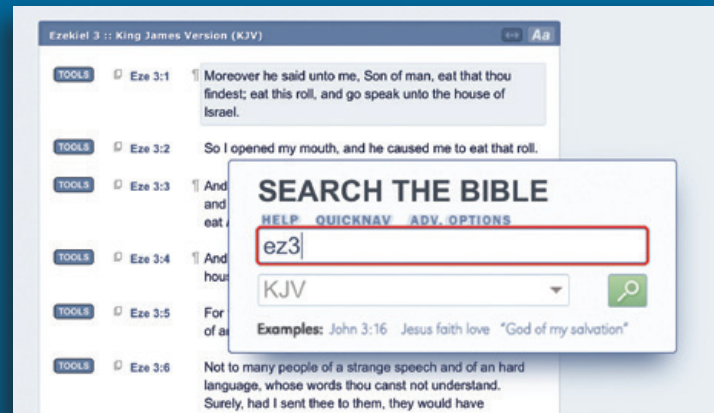 Ezekiel 3 :: King James Version (KJV)
Aa
TOOLS Eze 3:1 ¶ Moreover he said unto me, Son of man, eat that thou
findest; eat this roll, and go speak unto the house of
Israel.
TOOLS Eze 3:2 So I opened my mouth, and he caused me to eat that roll.
TOOLS Eze 3:3 ¶ And
and
eat
TOOLS Eze 3:4 ¶ And
TOOLS Eze 3:5 For
of
TOOLS Eze 3:6 Not to many people of a strange speech and of an hard
language, whose words thou canst not understand.
Surely, had I sent thee to them, they would have
SEARCH THE BIBLE
HELP QUICKNAV ADV. OPTIONS
ez3
KJV
Examples: John 3:16 Jesus faith love "God of my salvation"